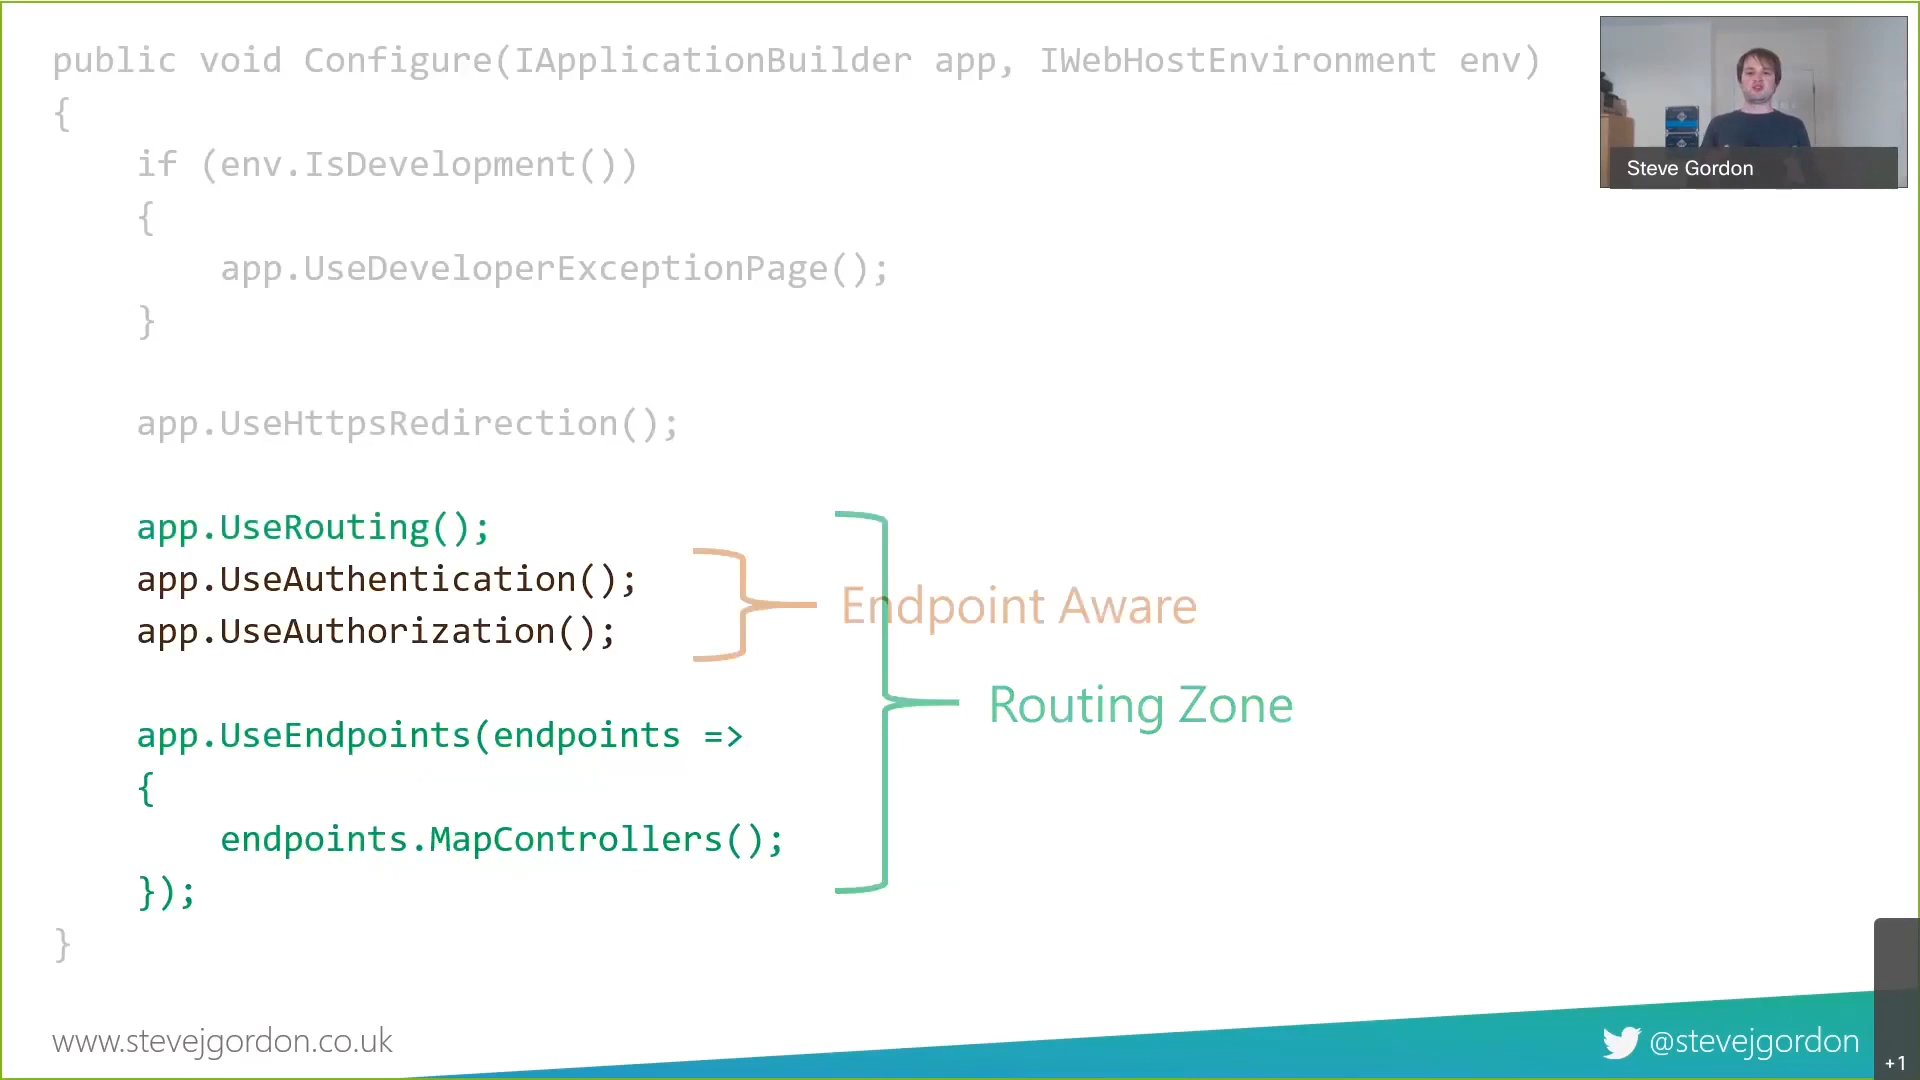 public void Configure(IApplicationBuilder app, IWebHostEnvironment env)
{
    if (env.IsDevelopment())
    {
        app.UseDeveloperExceptionPage();
    }
    app.UseHttpsRedirection();
    app.UseRouting();
    app.UseAuthentication();
    app.UseAuthorization();
    app.UseEndpoints(endpoints =>
    {
        endpoints.MapControllers();
    });
}
Endpoint Aware
Routing Zone
Steve Gordon
www.stevejgordon.co.uk
@stevejgordon
+1